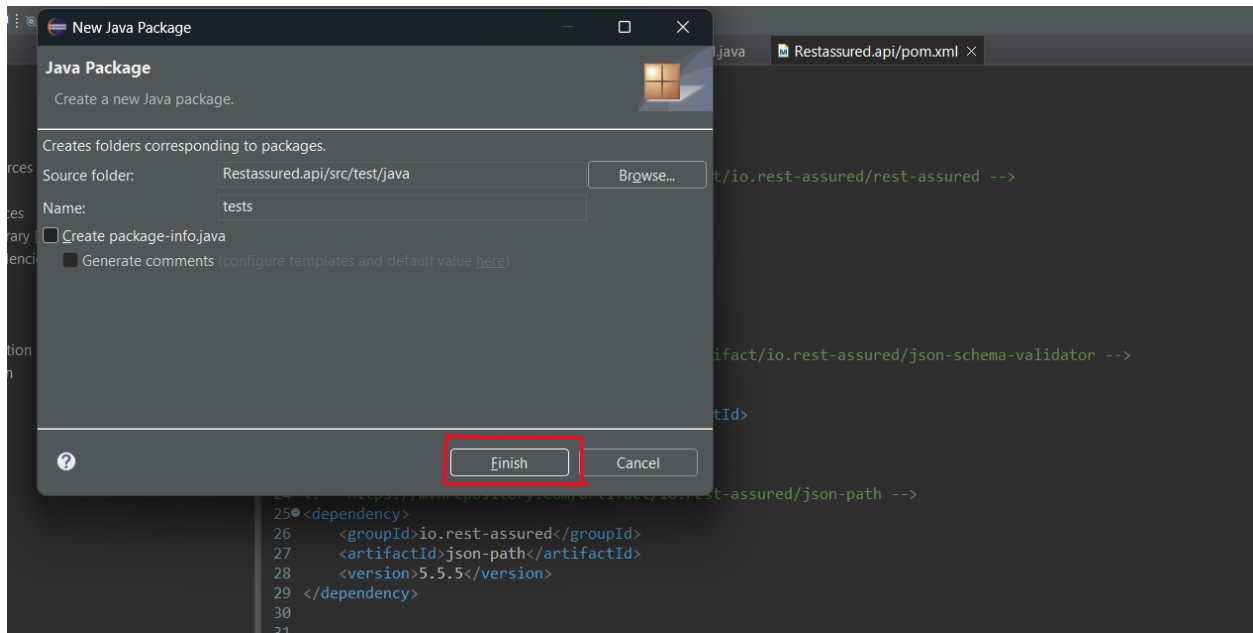 New Java Package
.java
Restassured.api/pom.xml
Java Package
Create a new Java package.
Creates folders corresponding to packages.
Source folder: Restassured.api/src/test/java Browse...
t/io.rest-assured/rest-assured -->
Name: tests
Create package-info.java
Generate comments (configure templates and default value here)
ifact/io.rest-assured/json-schema-validator -->
tId>
Finish Cancel
24 st-assured/json-path -->
25 <dependency>
26 <groupId>io.rest-assured</groupId>
27 <artifactId>json-path</artifactId>
28 <version>5.5.5</version>
29 </dependency>
30
31